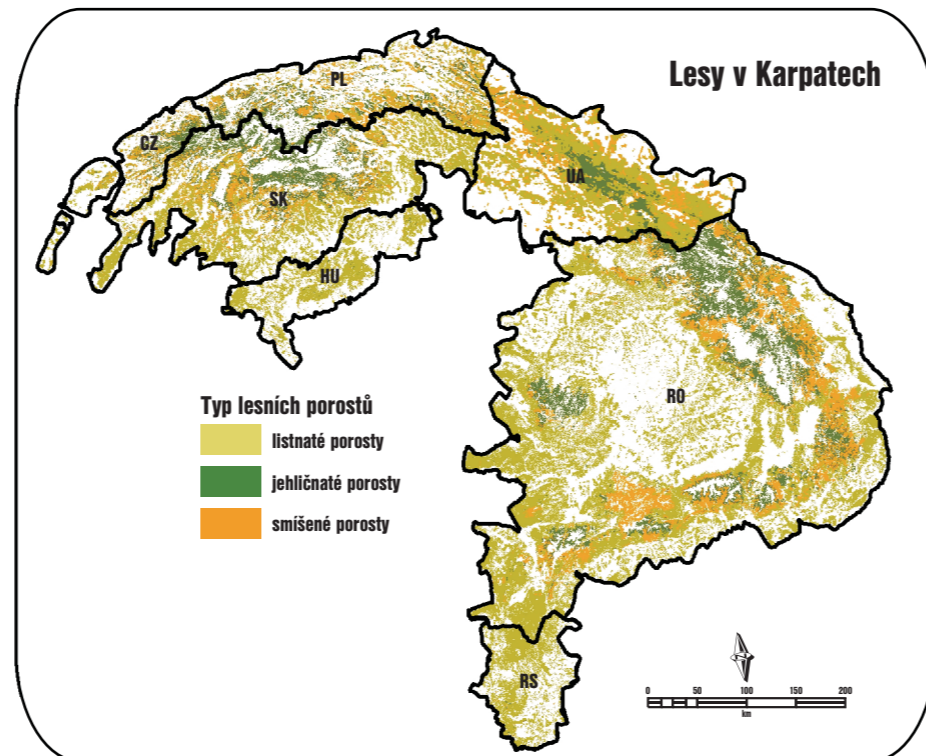 Lesy v Karpatech
PL
CZ
UA
SK
HU
RO
Typ lesních porostů
listnaté porosty
jehličnaté porosty
smíšené porosty
RS
0 50 100 150 200
km